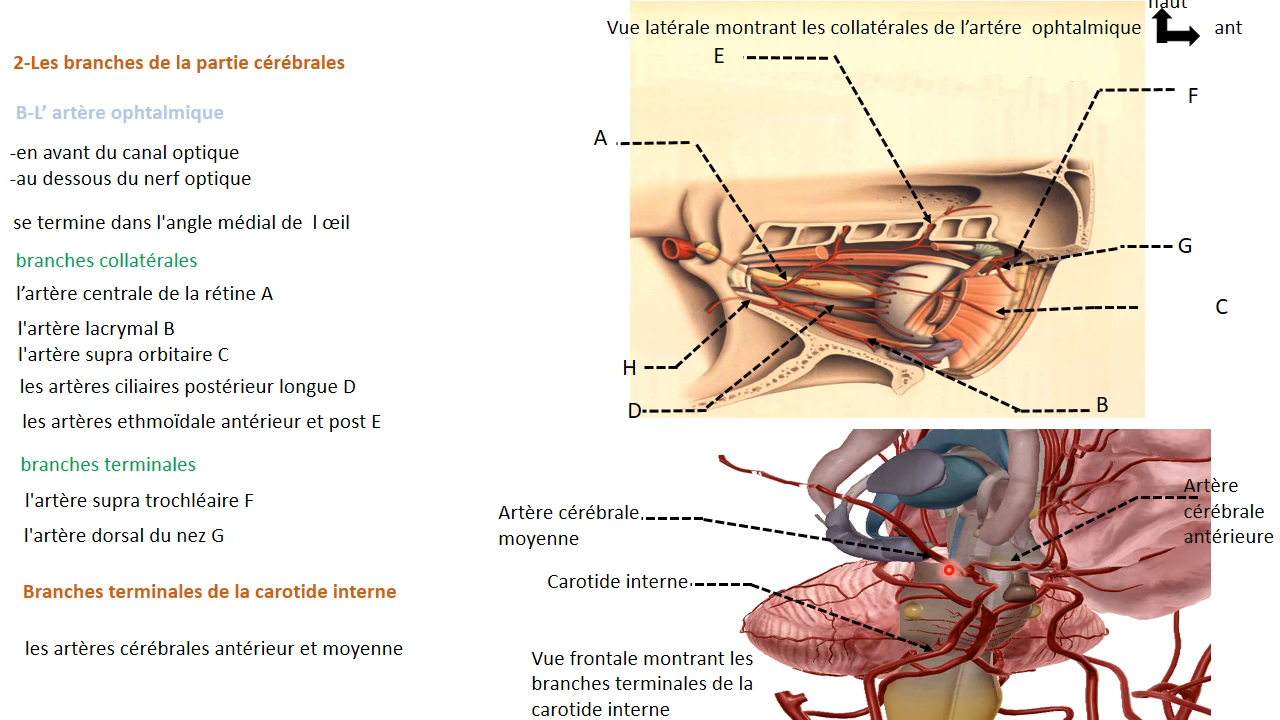 2-Les branches de la partie cérébrales
B-L’ artère ophtalmique
-en avant du canal optique
-au dessous du nerf optique
se termine dans l'angle médial de l œil
branches collatérales
l’artère centrale de la rétine A
l'artère lacrymal B
l'artère supra orbitaire C
les artères ciliaires postérieur longue D
les artères ethmoïdale antérieur et post E
branches terminales
l'artère supra trochléaire F
l'artère dorsal du nez G
Branches terminales de la carotide interne
les artères cérébrales antérieur et moyenne
haut
Vue latérale montrant les collatérales de l’artére ophtalmique
ant
E
F
A
G
C
H
D
B
Artère cérébrale
moyenne
Carotide interne
Artère
cérébrale
antérieure
Vue frontale montrant les
branches terminales de la
carotide interne